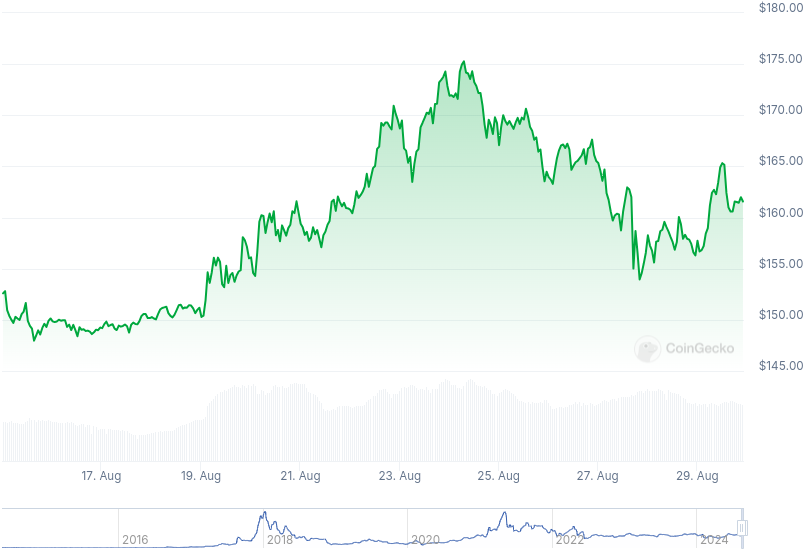 $180.00
$175.00
$170.00
$165.00
$160.00
$155.00
$150.00
CoinGecko
$145.00
17. Aug 19. Aug 21. Aug 23. Aug 25. Aug 27. Aug 29. Aug
2016 2018 2020 2022 2024